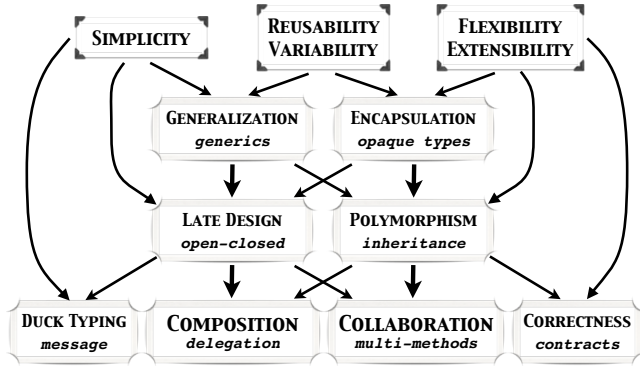 SIMPLICITY
REUSABILITY
VARIABILITY
FLEXIBILITY
EXTENSIBILITY
GENERALIZATION
generics
ENCAPSULATION
opaque types
LATE DESIGN
open-closed
POLYMORPHISM
inheritance
DUCK TYPING
message
COMPOSITION
delegation
COLLABORATION
multi-methods
CORRECTNESS
contracts